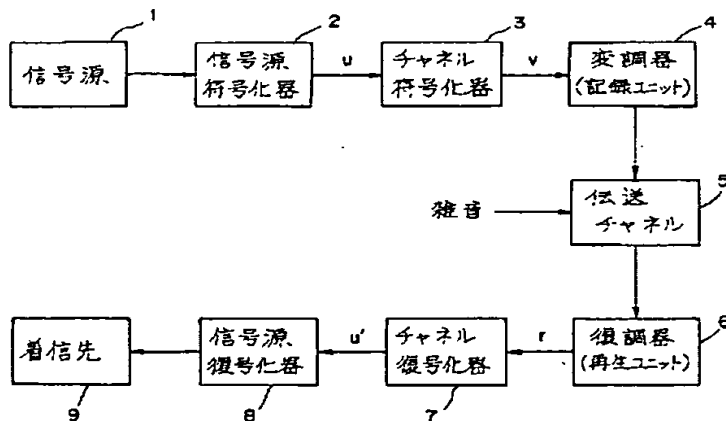 1
信号源
2
信号源
符号化器
u
3
チャネル
符号化器
v
4
変調器
(記録ユニット)
雑音
5
伝送
チャネル
6
復調器
(再生ユニット)
r
チャネル
復号化器
7
u'
信号源
復号化器
8
着信先
9